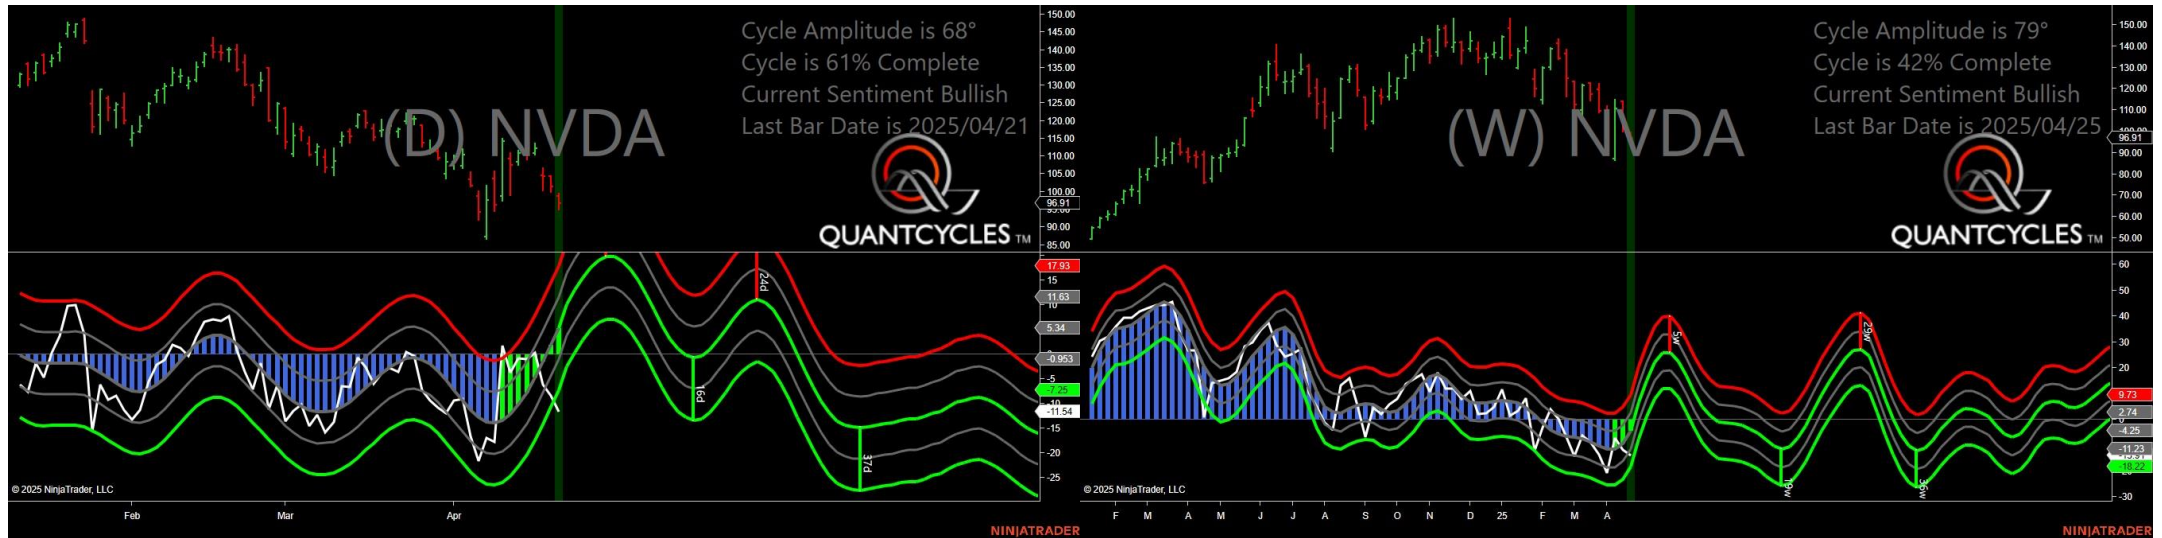 Cycle Amplitude is 68°
Cycle is 61% Complete
Current Sentiment Bullish
Last Bar Date is 2025/04/21
(D) NVDA
QUANTCYCLES TM
150.00
145.00
140.00
135.00
130.00
125.00
120.00
115.00
110.00
105.00
100.00
96.91
90.00
85.00
24d
16d
37d
17.93
15
11.63
10
5.34
-0.953
-5
-7.25
-10
-11.54
-15
-20
-25
© 2025 NinjaTrader, LLC
Feb
Mar
Apr
NINJATRADER
Cycle Amplitude is 79°
Cycle is 42% Complete
Current Sentiment Bullish
Last Bar Date is 2025/04/25
(W) NVDA
QUANTCYCLES TM
150.00
140.00
130.00
120.00
110.00
96.91
90.00
80.00
70.00
60.00
50.00
5w
29w
19w
36w
60
50
40
30
20
9.73
2.74
-4.25
-11.23
-18.22
-30
© 2025 NinjaTrader, LLC
F M A M J J A S O N D 25 F M A
NINJATRADER